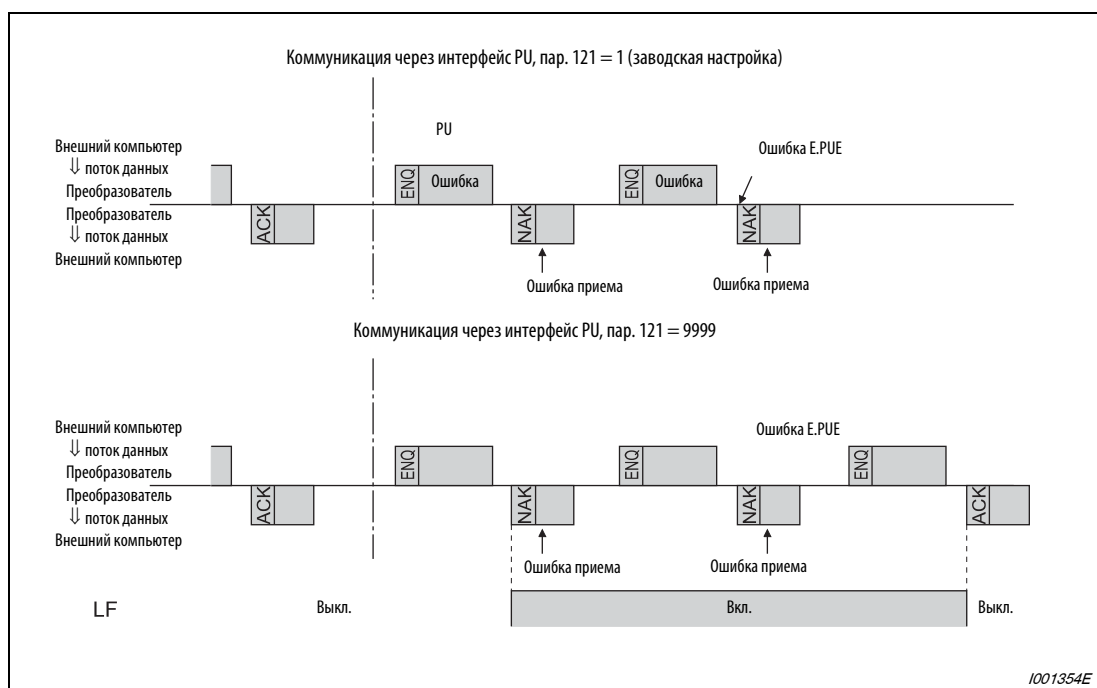 Коммуникация через интерфейс PU, пар. 121 = 1 (заводская настройка)
PU
Ошибка E.PUE
Внешний компьютер
⇓ поток данных
Преобразователь
Преобразователь
⇓ поток данных
Внешний компьютер
ENQ
Ошибка
ENQ
Ошибка
ACK
NAK
NAK
Ошибка приема
Ошибка приема
Коммуникация через интерфейс PU, пар. 121 = 9999
Ошибка E.PUE
Внешний компьютер
⇓ поток данных
Преобразователь
Преобразователь
⇓ поток данных
Внешний компьютер
ENQ
ENQ
ENQ
ACK
NAK
NAK
ACK
Ошибка приема
Ошибка приема
LF
Выкл.
Вкл.
Выкл.
I001354E